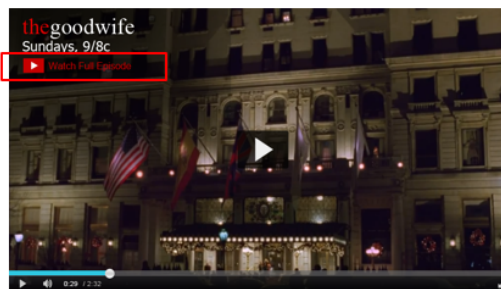 thegoodwife
Sundays, 9/8c
Watch Full Episode
0:29 / 2:32